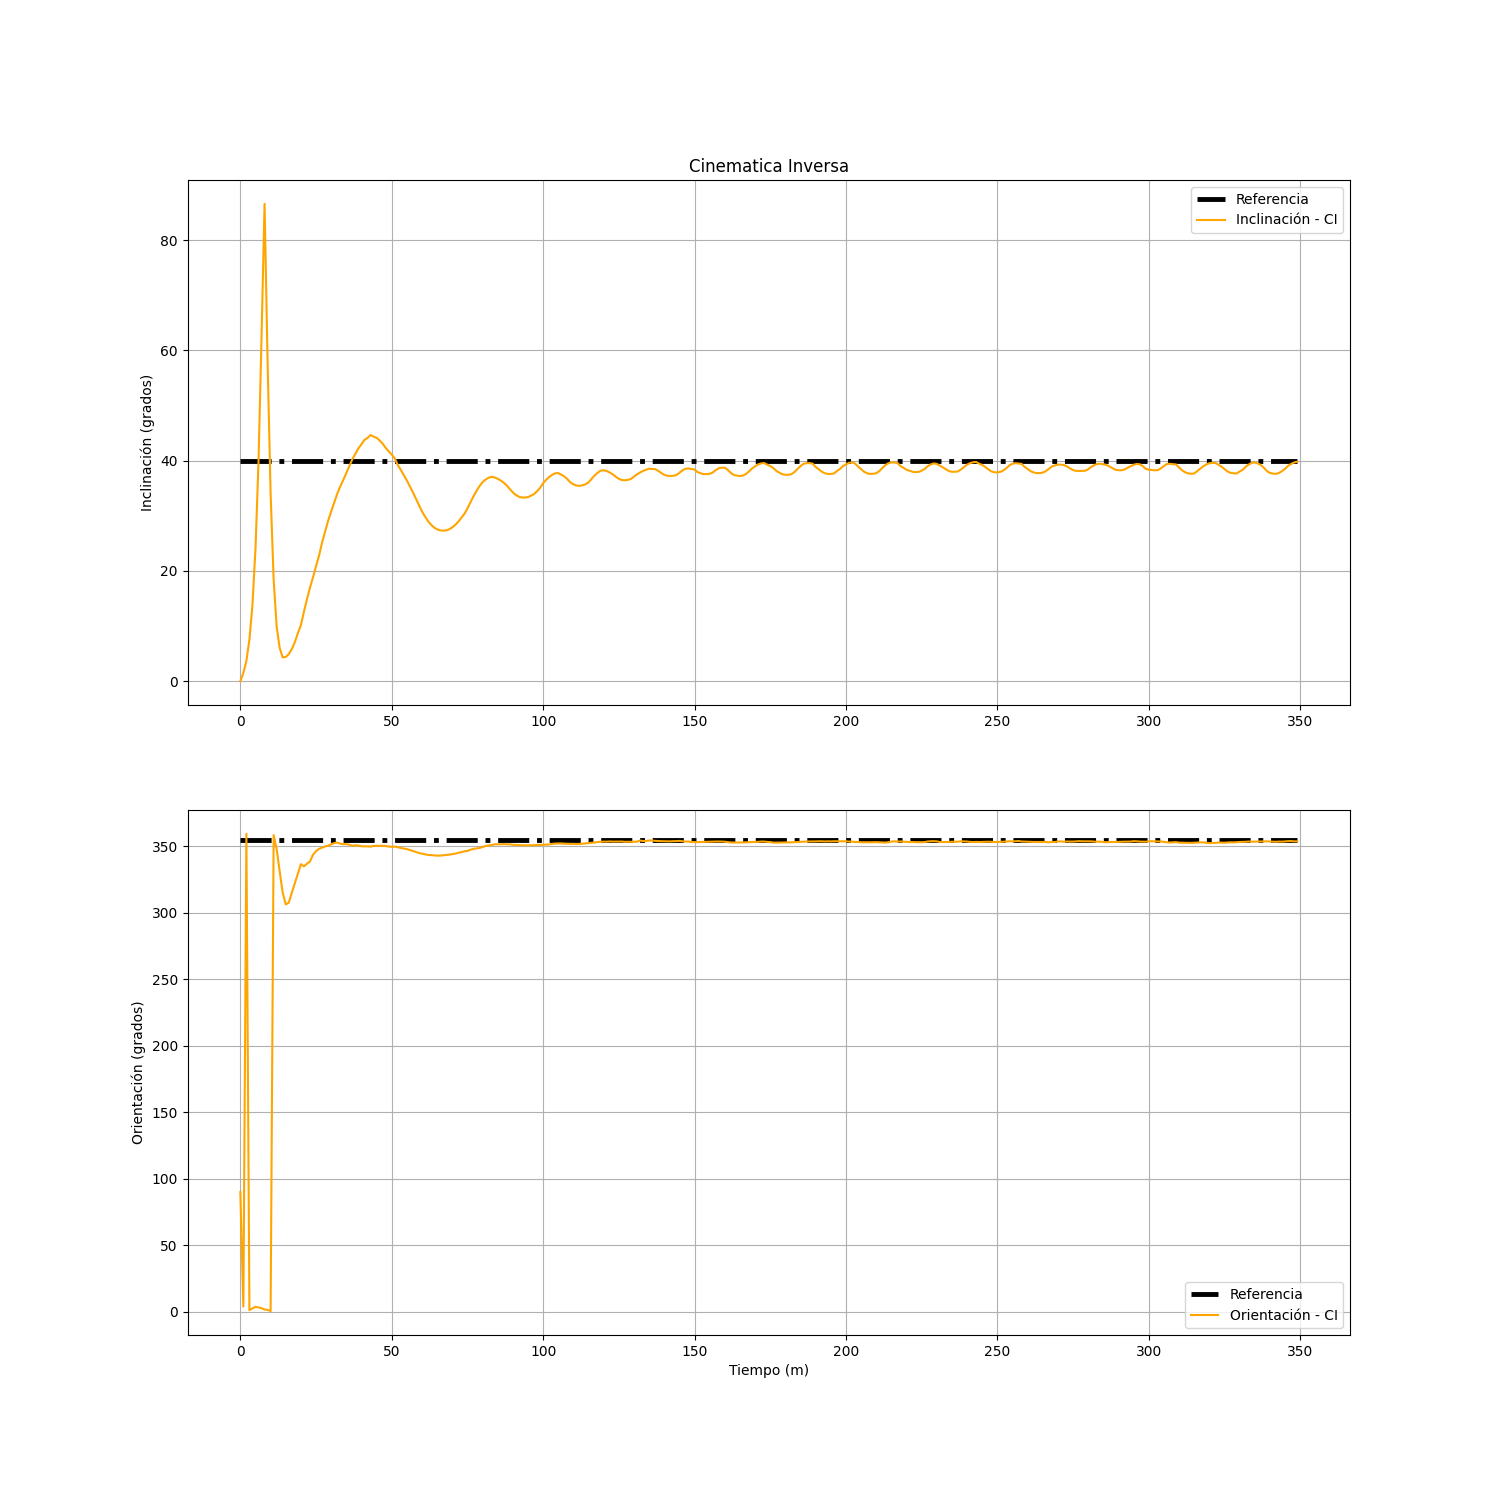 Cinematica Inversa
Referencia
Inclinación - CI
Inclinación (grados)
80
60
40
20
0
0 50 100 150 200 250 300 350
Orientación (grados)
350
300
250
200
150
100
50
0
Referencia
Orientación - CI
0 50 100 150 200 250 300 350
Tiempo (m)